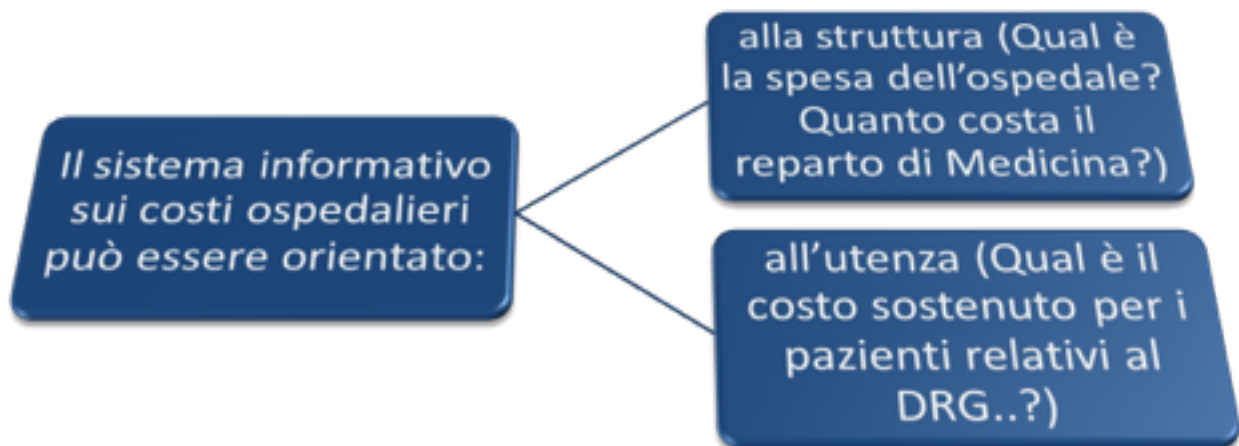 Il sistema informativo
sui costi ospedalieri
può essere orientato:
alla struttura (Qual è
la spesa dell'ospedale?
Quanto costa il
reparto di Medicina?)
all'utenza (Qual è il
costo sostenuto per i
pazienti relativi al
DRG..?)